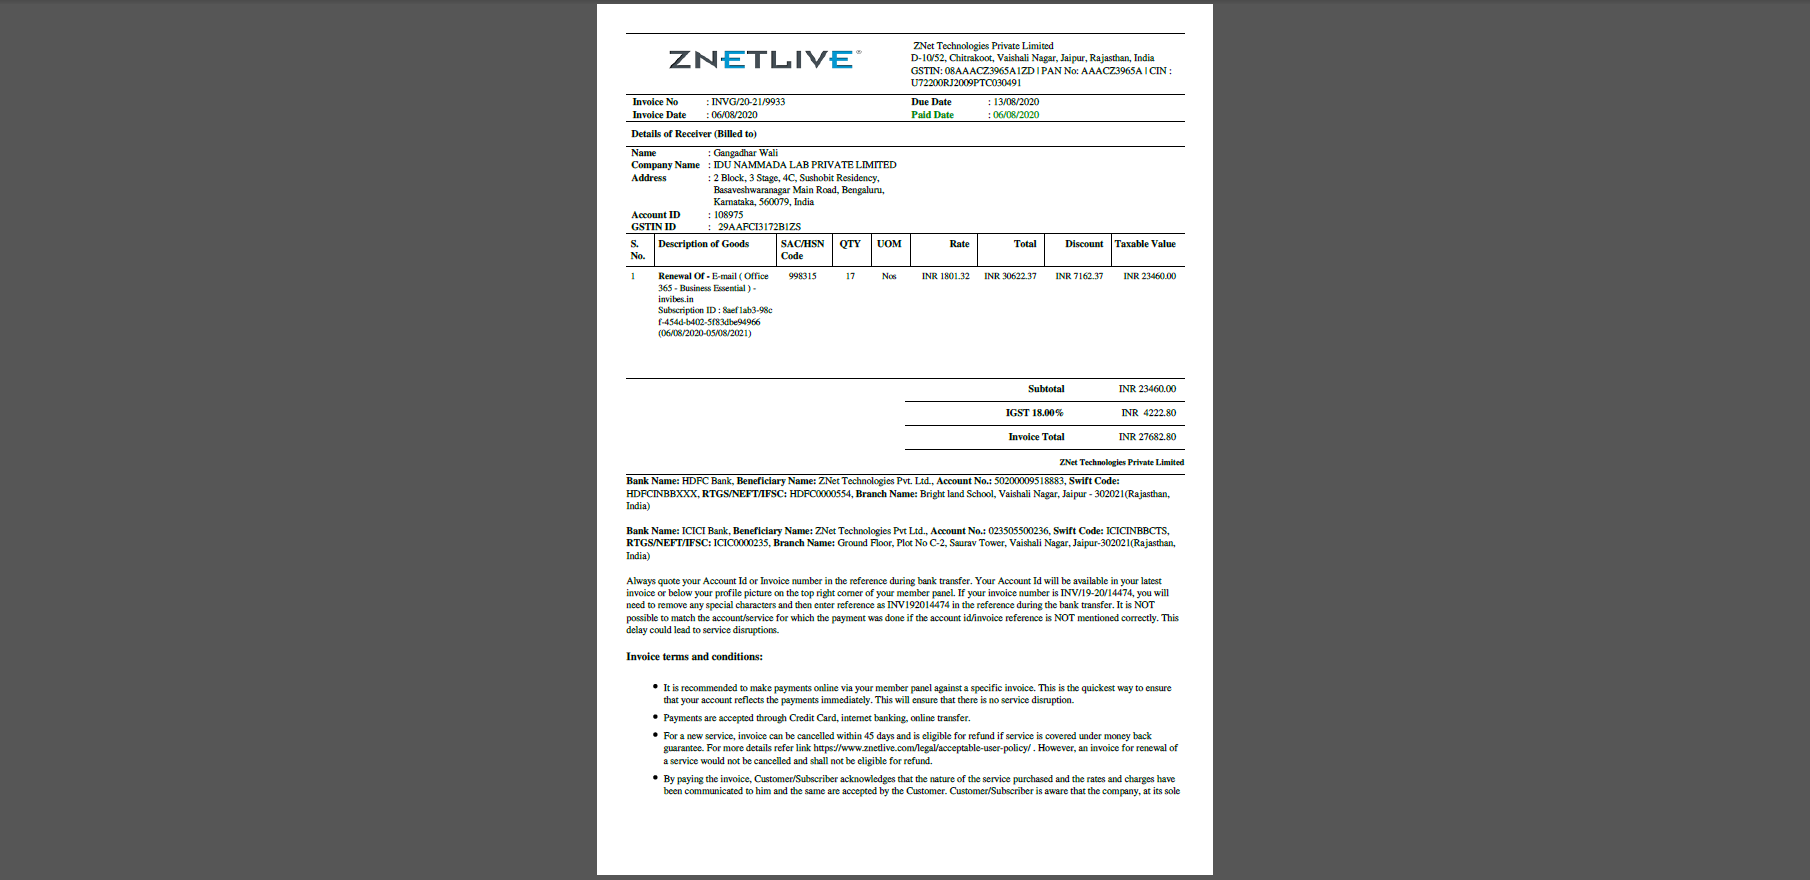 ZNETLIVE®
ZNet Technologies Private Limited
D-10/52, Chitrakoot, Vaishali Nagar, Jaipur, Rajasthan, India
GSTIN: 08AAACZ3965A1ZD | PAN No: AAACZ3965A | CIN :
U72200RJ2009PTC030491
Invoice No : INVG/20-21/9933 Due Date : 13/08/2020
Invoice Date : 06/08/2020 Paid Date : 06/08/2020
Details of Receiver (Billed to)
Name : Gangadhar Wali
Company Name : IDU NAMMADA LAB PRIVATE LIMITED
Address : 2 Block, 3 Stage, 4C, Sushobit Residency,
Basaveshwaranagar Main Road, Bengaluru,
Karnataka, 560079, India
Account ID : 108975
GSTIN ID : 29AAFCI3172B1ZS
S. No. Description of Goods SAC/HSN Code QTY UOM Rate Total Discount Taxable Value
1 Renewal Of - E-mail ( Office 998315 17 Nos INR 1801.32 INR 30622.37 INR 7162.37 INR 23460.00
365 - Business Essential ) -
invibes.in
Subscription ID : 8aef1ab3-98c
f-454d-b402-5f83dbe94966
(06/08/2020-05/08/2021)
Subtotal INR 23460.00
IGST 18.00% INR 4222.80
Invoice Total INR 27682.80
ZNet Technologies Private Limited
Bank Name: HDFC Bank, Beneficiary Name: ZNet Technologies Pvt. Ltd., Account No.: 50200009518883, Swift Code:
HDFCINBBXXX, RTGS/NEFT/IFSC: HDFC0000554, Branch Name: Bright land School, Vaishali Nagar, Jaipur - 302021(Rajasthan,
India)
Bank Name: ICICI Bank, Beneficiary Name: ZNet Technologies Pvt Ltd., Account No.: 023505500236, Swift Code: ICICINBBCTS,
RTGS/NEFT/IFSC: ICIC0000235, Branch Name: Ground Floor, Plot No C-2, Saurav Tower, Vaishali Nagar, Jaipur-302021(Rajasthan,
India)
Always quote your Account Id or Invoice number in the reference during bank transfer. Your Account Id will be available in your latest
invoice or below your profile picture on the top right corner of your member panel. If your invoice number is INV/19-20/14474, you will
need to remove any special characters and then enter reference as INV192014474 in the reference during the bank transfer. It is NOT
possible to match the account/service for which the payment was done if the account id/invoice reference is NOT mentioned correctly. This
delay could lead to service disruptions.
Invoice terms and conditions:
• It is recommended to make payments online via your member panel against a specific invoice. This is the quickest way to ensure
that your account reflects the payments immediately. This will ensure that there is no service disruption.
• Payments are accepted through Credit Card, internet banking, online transfer.
• For a new service, invoice can be cancelled within 45 days and is eligible for refund if service is covered under money back
guarantee. For more details refer link https://www.znetlive.com/legal/acceptable-user-policy/ . However, an invoice for renewal of
a service would not be cancelled and shall not be eligible for refund.
• By paying the invoice, Customer/Subscriber acknowledges that the nature of the service purchased and the rates and charges have
been communicated to him and the same are accepted by the Customer. Customer/Subscriber is aware that the company, at its sole